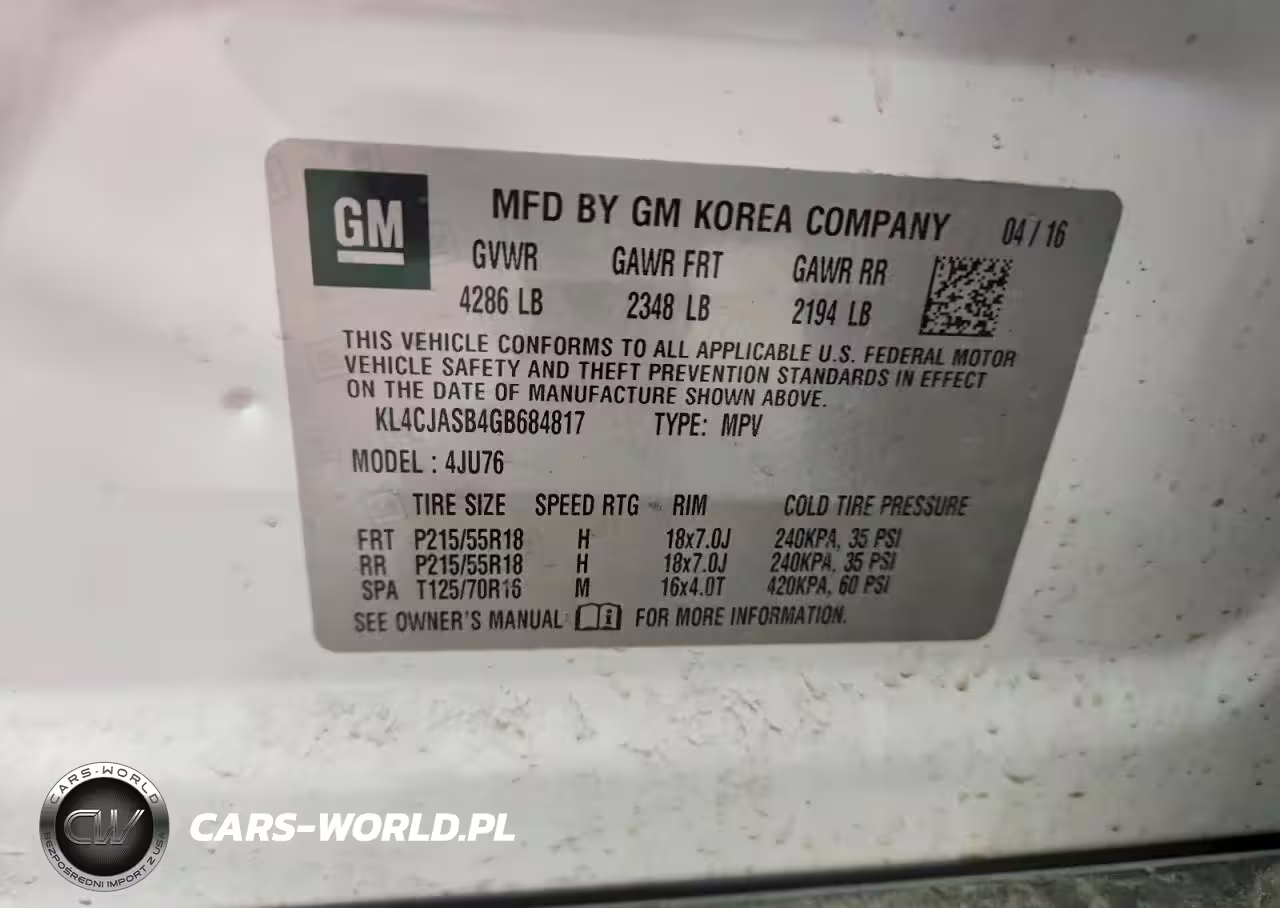 GM
MFD BY GM KOREA COMPANY 04/16
GVWR GAWR FRT GAWR RR
4286 LB 2348 LB 2194 LB
THIS VEHICLE CONFORMS TO ALL APPLICABLE U.S. FEDERAL MOTOR
VEHICLE SAFETY AND THEFT PREVENTION STANDARDS IN EFFECT
ON THE DATE OF MANUFACTURE SHOWN ABOVE.
KL4CJASB4GB684817 TYPE: MPV
MODEL : 4JU76
TIRE SIZE SPEED RTG RIM COLD TIRE PRESSURE
FRT P215/55R18 H 18x7.0J 240KPA, 35 PSI
RR P215/55R18 H 18x7.0J 240KPA, 35 PSI
SPA T125/70R16 M 16x4.0T 420KPA, 60 PSI
SEE OWNER'S MANUAL i FOR MORE INFORMATION.
CARS-WORLD
CW
BEZPOŚREDNI IMPORT Z USA
CARS-WORLD.PL